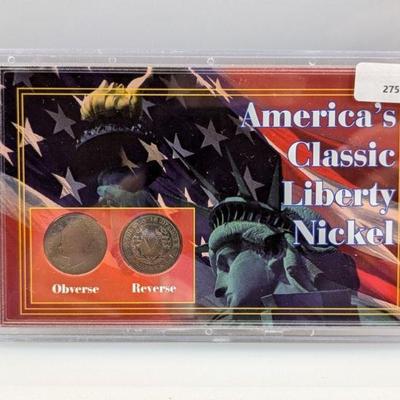 275
America's
Classic
Liberty
Nickel
Obverse Reverse